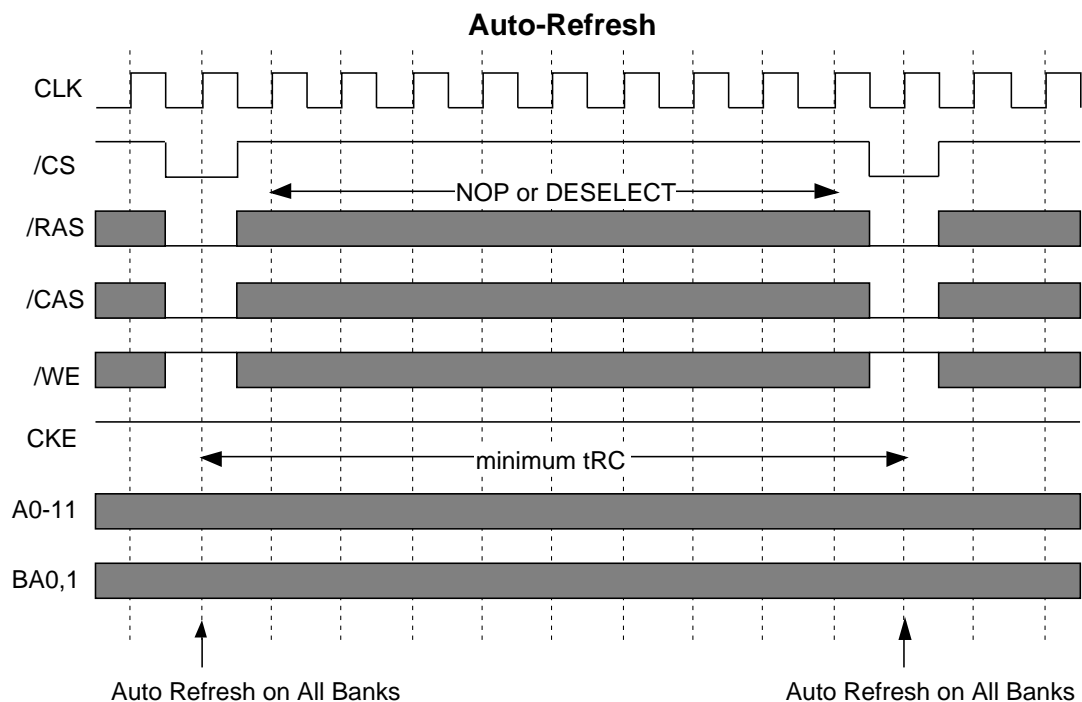 Auto-Refresh
CLK
/CS
NOP or DESELECT
/RAS
/CAS
/WE
CKE
minimum tRC
A0-11
BA0,1
Auto Refresh on All Banks
Auto Refresh on All Banks